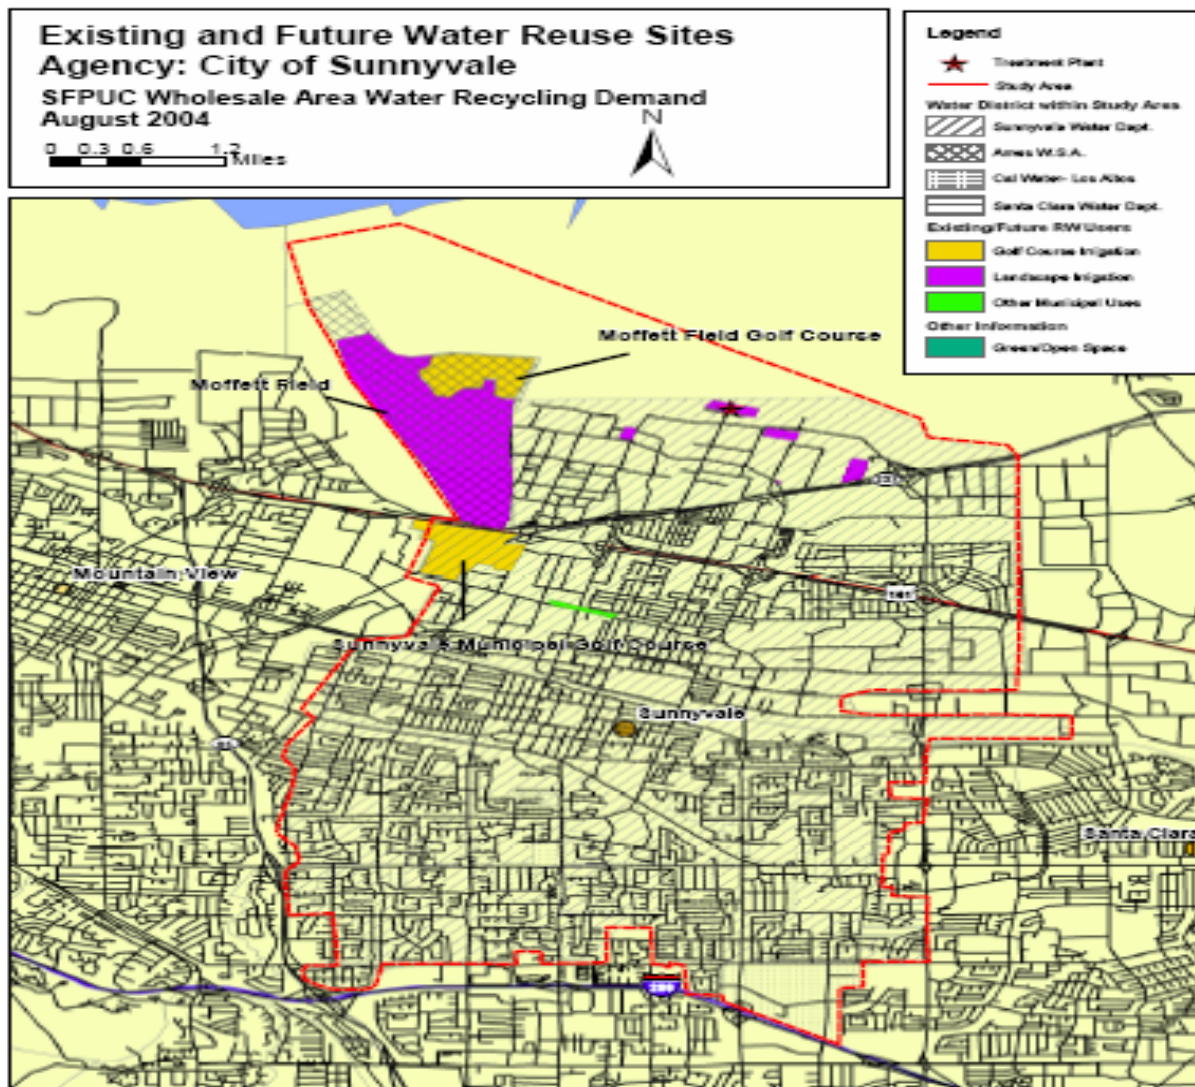 Existing and Future Water Reuse Sites
Agency: City of Sunnyvale
SFPUC Wholesale Area Water Recycling Demand
August 2004
0 0.3 0.6 1.2
Miles
N
Legend
Treatment Plant
Study Area
Water District within Study Area
Sunnyvale Water Dept.
Ames W.S.A.
Cal Water- Los Altos
Santa Clara Water Dept.
Existing/Future RW Users
Golf Course Irrigation
Landscape Irrigation
Other Municipal Uses
Other Information
Green/Open Space
Moffett Field Golf Course
Moffett Field
Mountain View
Sunnyvale Municipal Golf Course
Sunnyvale
Santa Clara
280